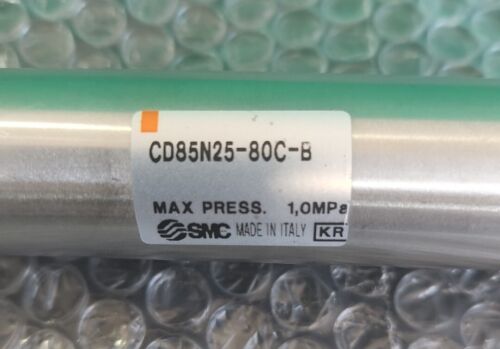 CD85N25-80C-B
MAX PRESS. 1,0MPa
SMC MADE IN ITALY KR